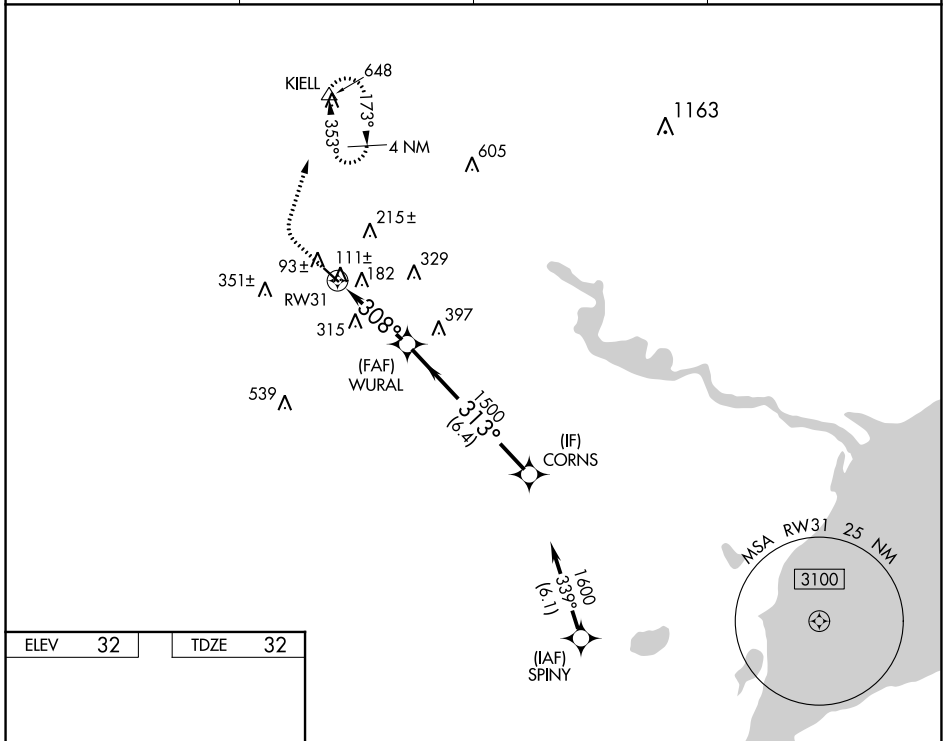 648
KIELL
173°
353°
4 NM
1163
605
215±
93±
111±
182
329
351±
RW31
315
308°
397
(FAF)
WURAL
539
1500
313°
(6.4)
(IF)
CORNS
MSA RW31 25 NM
3100
1600
339°
(6.1)
(IAF)
SPINY
ELEV 32
TDZE 32